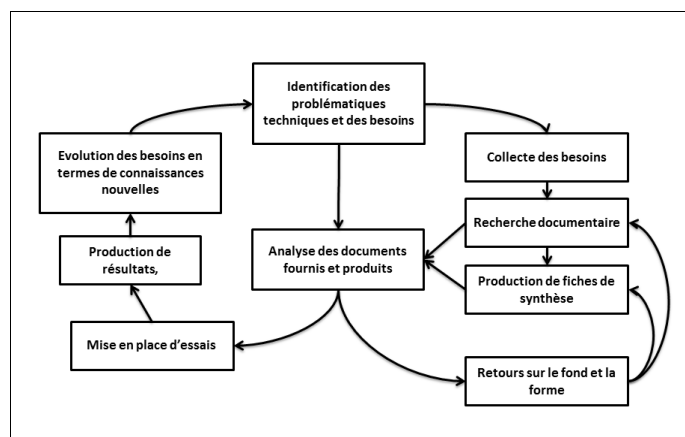 Identification des
problématiques
techniques et des besoins
Evolution des besoins en
termes de connaissances
nouvelles
Collecte des besoins
Recherche documentaire
Production de
résultats,
Analyse des documents
fournis et produits
Production de fiches de
synthèse
Mise en place d'essais
Retours sur le fond et la
forme